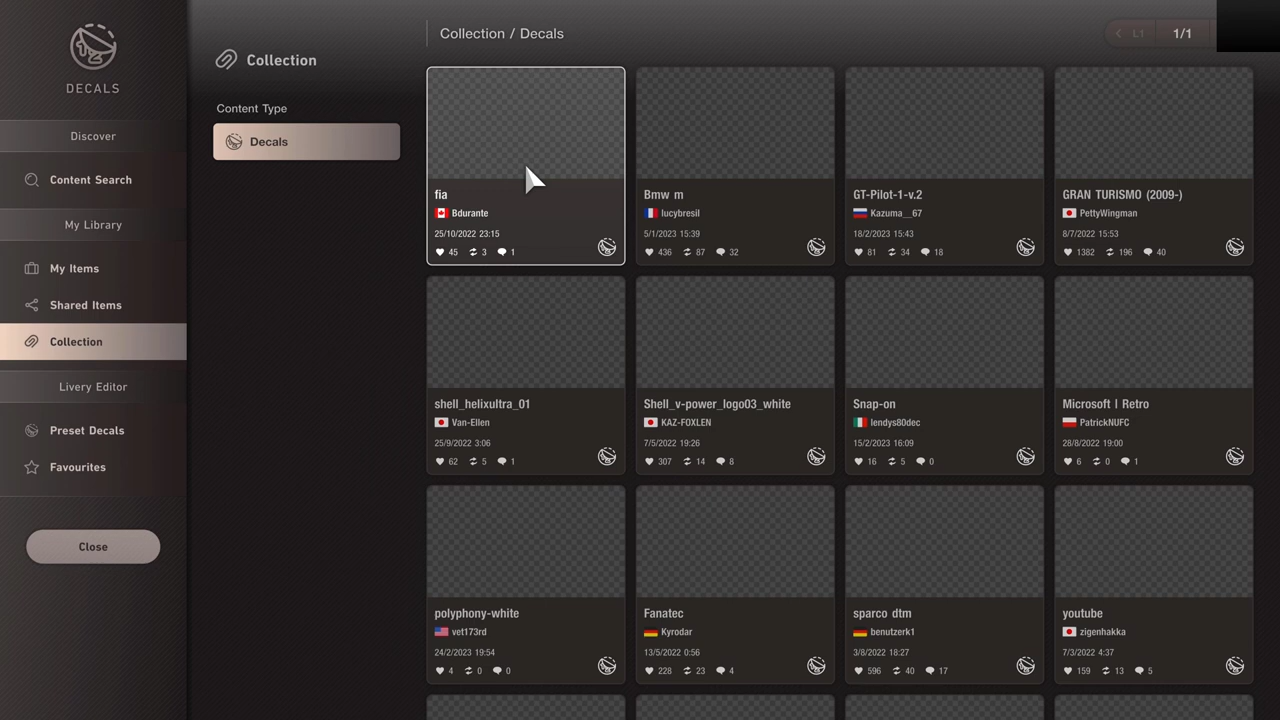 DECALS
Discover
Content Search
My Library
My Items
Shared Items
Collection
Livery Editor
Preset Decals
Favourites
Close
Collection
Content Type
Decals
Collection / Decals
L1 1/1
fia
Bdurante
25/10/2022 23:15
45 3 1
Bmw m
lucybresil
5/1/2023 15:39
436 87 32
GT-Pilot-1-v.2
Kazuma__67
18/2/2023 15:43
81 34 18
GRAN TURISMO (2009-)
PettyWingman
8/7/2022 15:53
1382 196 40
shell_helixultra_01
Van-Ellen
25/9/2022 3:06
62 5 1
Shell_v-power_logo03_white
KAZ-FOXLEN
7/5/2022 19:26
307 14 8
Snap-on
lendys80dec
15/2/2023 16:09
16 5 0
Microsoft | Retro
PatrickNUFC
28/8/2022 19:00
6 0 1
polyphony-white
vet173rd
24/2/2023 19:54
4 0 0
Fanatec
Kyrodar
13/5/2022 0:56
228 23 4
sparco dtm
benutzerk1
3/8/2022 18:27
596 40 17
youtube
zigenhakka
7/3/2022 4:37
159 13 5